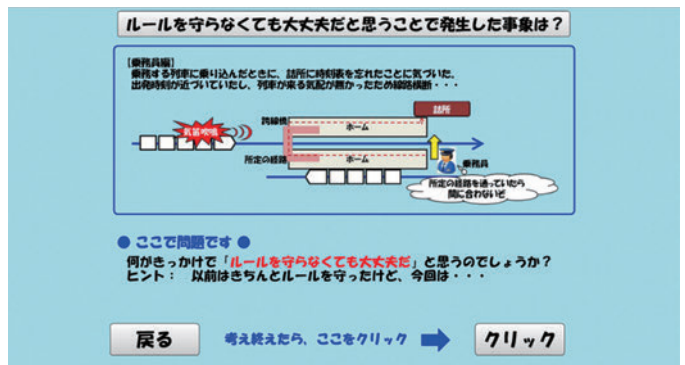 ルールを守らなくても大丈夫だと思うことで発生した事象は？
【乗務員編】
乗務する列車に乗り込んだときに、詰所に時刻表を忘れたことに気づいた。
出発時刻が近づいていたし、列車が来る気配が無かったため線路横断・・・
詰所
跨線橋
ホーム
気笛吹鳴
所定の経路
ホーム
乗務員
所定の経路を通っていたら
間に合わないぞ
● ここで問題です ●
何がきっかけで「ルールを守らなくても大丈夫だ」と思うのでしょうか？
ヒント： 以前はきちんとルールを守ったけど、今回は・・・
戻る
考え終えたら、ここをクリック
クリック